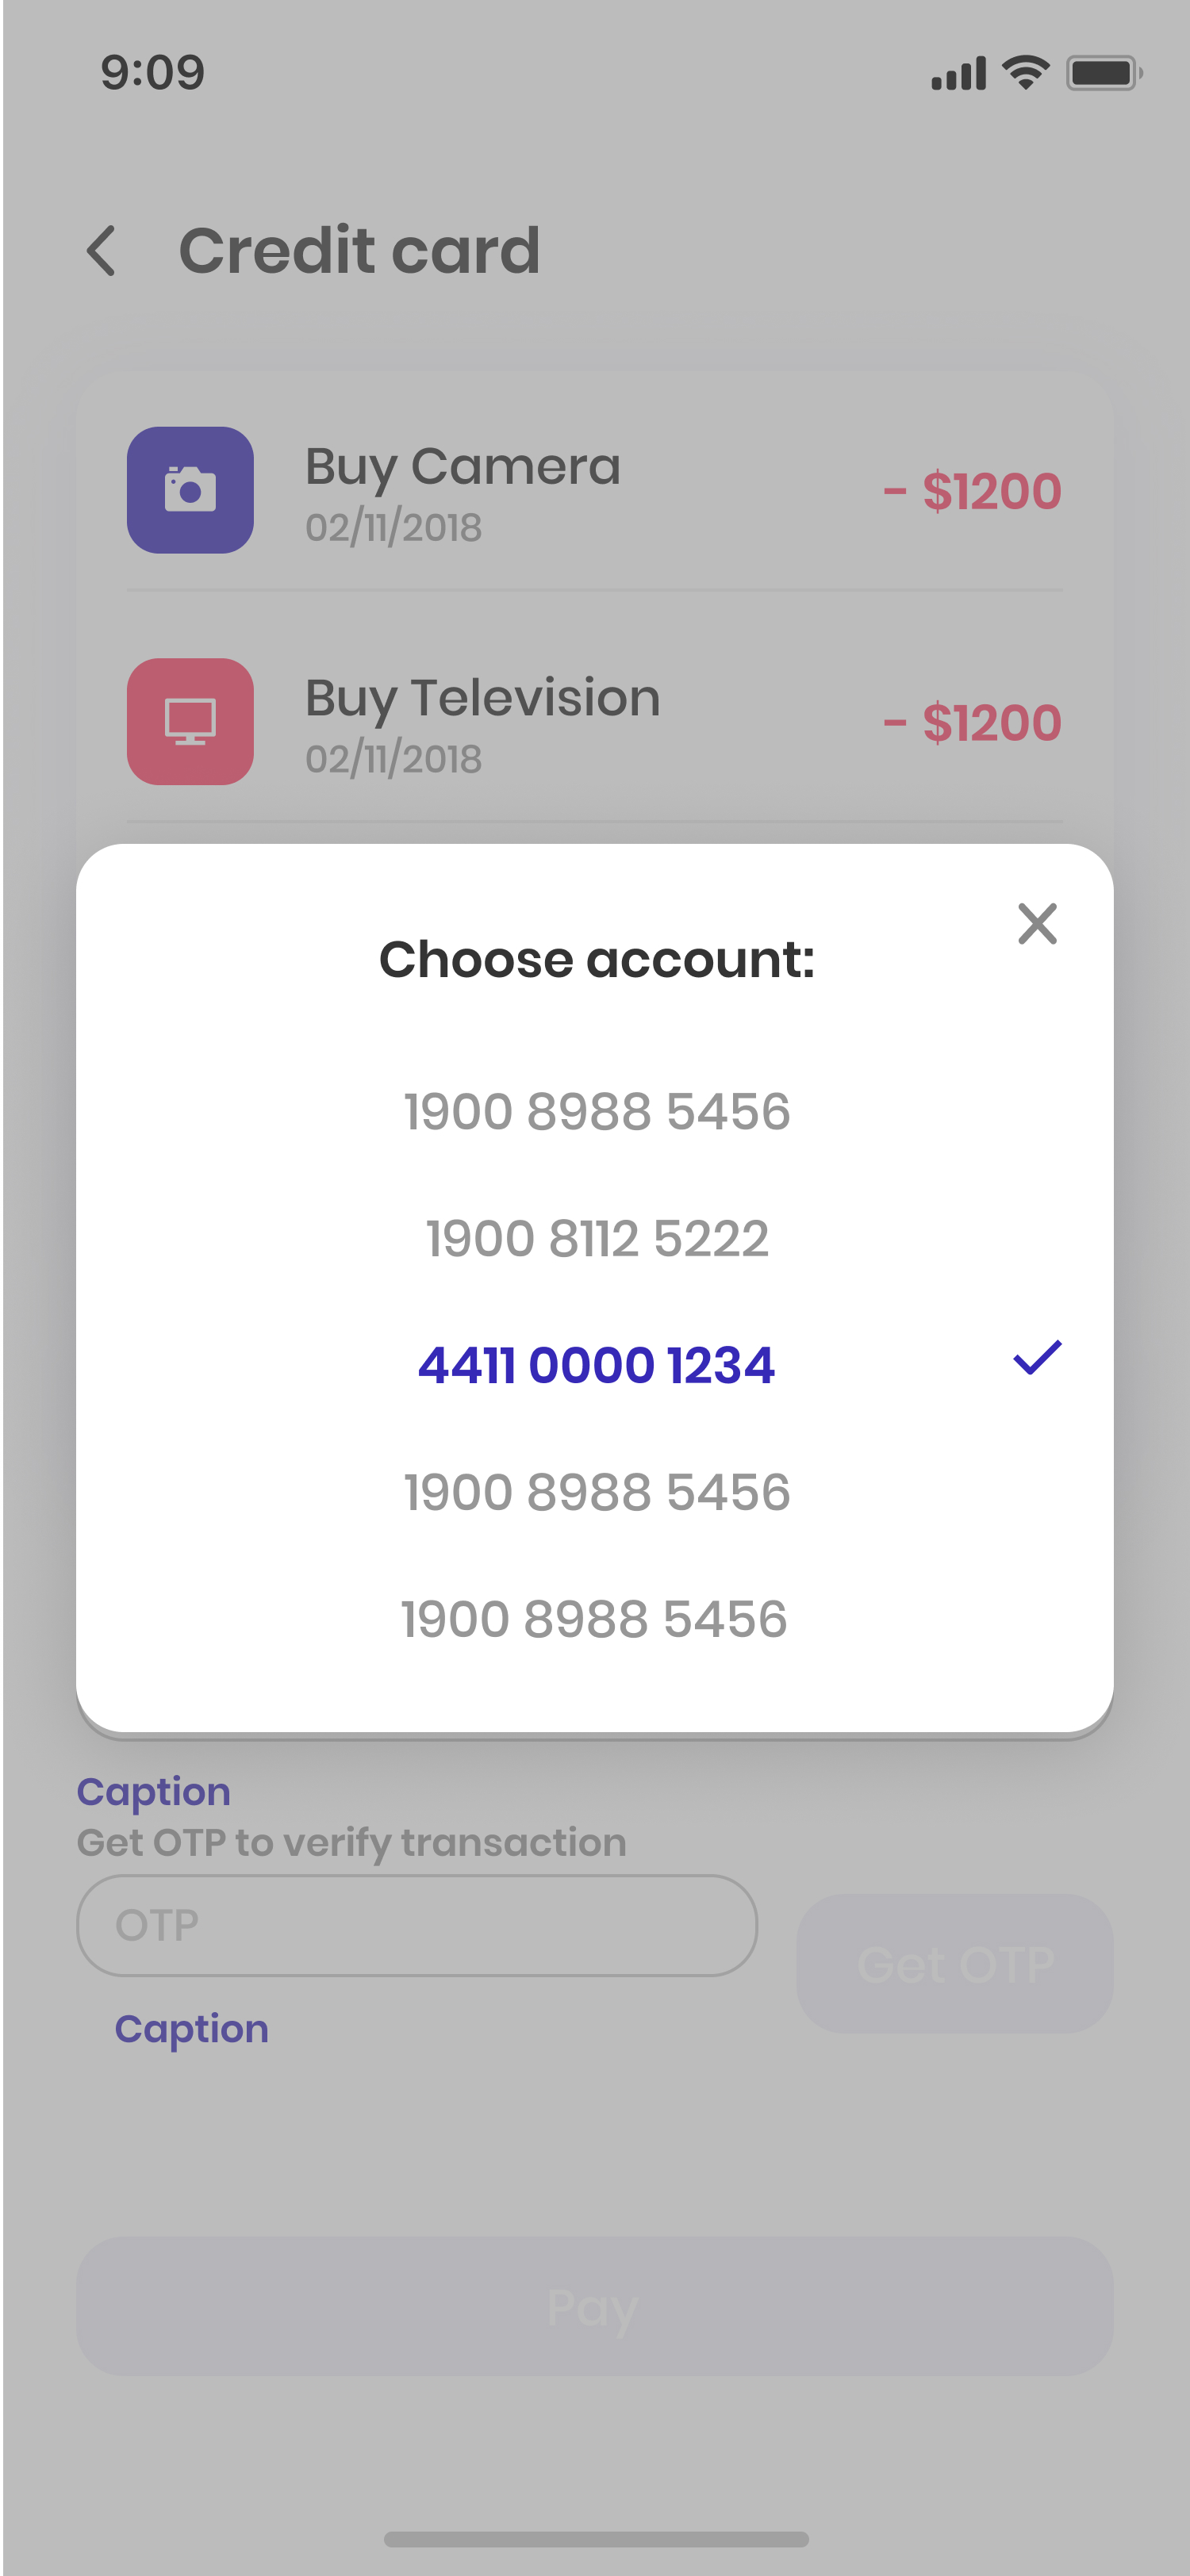 9:09
Credit card
Buy Camera
02/11/2018
- $1200
Buy Television
02/11/2018
- $1200
Choose account:
1900 8988 5456
1900 8112 5222
4411 0000 1234
1900 8988 5456
1900 8988 5456
Caption
Get OTP to verify transaction
OTP
Get OTP
Caption
Pay